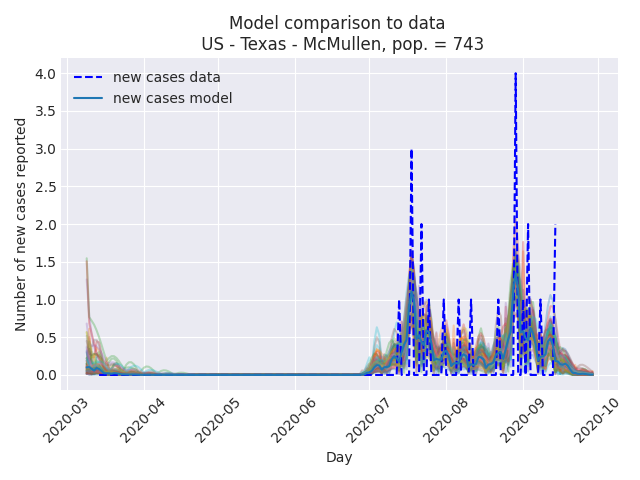 Model comparison to data
US - Texas - McMullen, pop. = 743
new cases data
new cases model
Number of new cases reported
4.0
3.5
3.0
2.5
2.0
1.5
1.0
0.5
0.0
2020-03
2020-04
2020-05
2020-06
2020-07
2020-08
2020-09
2020-10
Day